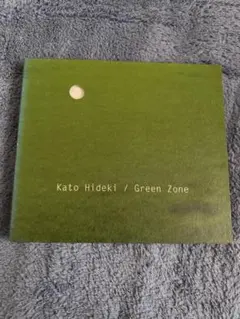 Kato Hideki / Green Zone